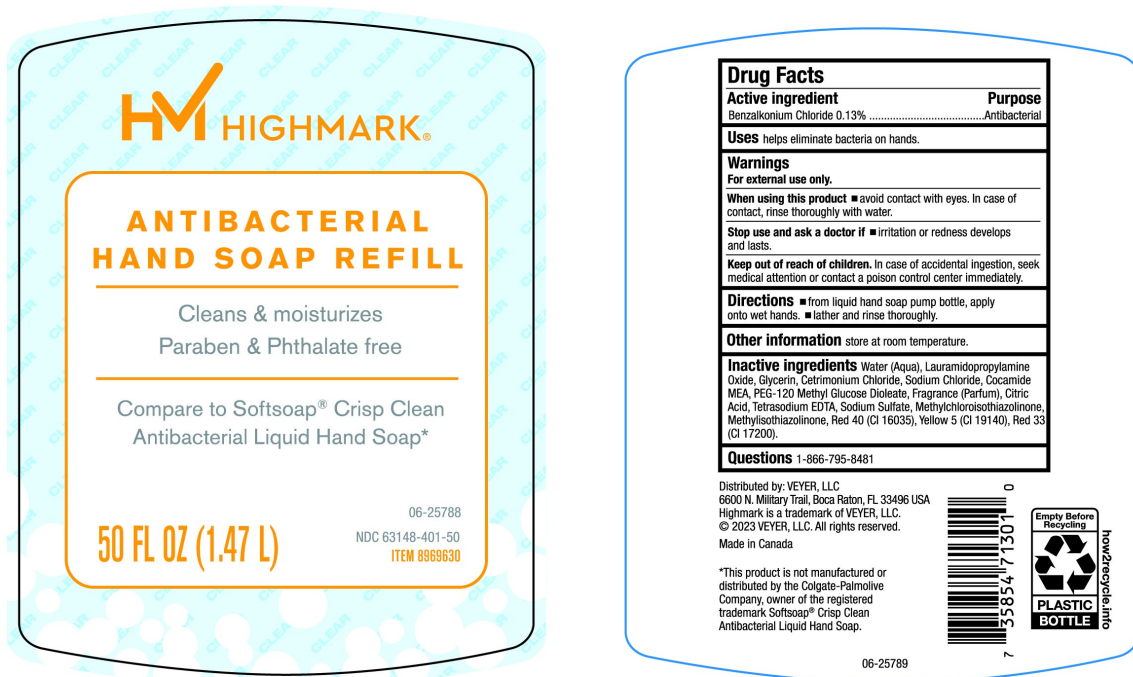 HM HIGHMARK®
ANTIBACTERIAL
HAND SOAP REFILL
Cleans & moisturizes
Paraben & Phthalate free
Compare to Softsoap® Crisp Clean
Antibacterial Liquid Hand Soap*
06-25788
50 FL OZ (1.47 L)
NDC 63148-401-50
ITEM 8969630
CLEAR
Drug Facts
Active ingredient Purpose
Benzalkonium Chloride 0.13% .......................................Antibacterial
Uses helps eliminate bacteria on hands.
Warnings
For external use only.
When using this product ■ avoid contact with eyes. In case of
contact, rinse thoroughly with water.
Stop use and ask a doctor if ■ irritation or redness develops
and lasts.
Keep out of reach of children. In case of accidental ingestion, seek
medical attention or contact a poison control center immediately.
Directions ■ from liquid hand soap pump bottle, apply
onto wet hands. ■ lather and rinse thoroughly.
Other information store at room temperature.
Inactive ingredients Water (Aqua), Lauramidopropylamine
Oxide, Glycerin, Cetrimonium Chloride, Sodium Chloride, Cocamide
MEA, PEG-120 Methyl Glucose Dioleate, Fragrance (Parfum), Citric
Acid, Tetrasodium EDTA, Sodium Sulfate, Methylchloroisothiazolinone,
Methylisothiazolinone, Red 40 (CI 16035), Yellow 5 (CI 19140), Red 33
(CI 17200).
Questions 1-866-795-8481
Distributed by: VEYER, LLC
6600 N. Military Trail, Boca Raton, FL 33496 USA
Highmark is a trademark of VEYER, LLC.
© 2023 VEYER, LLC. All rights reserved.
Made in Canada
*This product is not manufactured or
distributed by the Colgate-Palmolive
Company, owner of the registered
trademark Softsoap® Crisp Clean
Antibacterial Liquid Hand Soap.
7 35854 71301 0
Empty Before
Recycling
PLASTIC
BOTTLE
how2recycle.info
06-25789